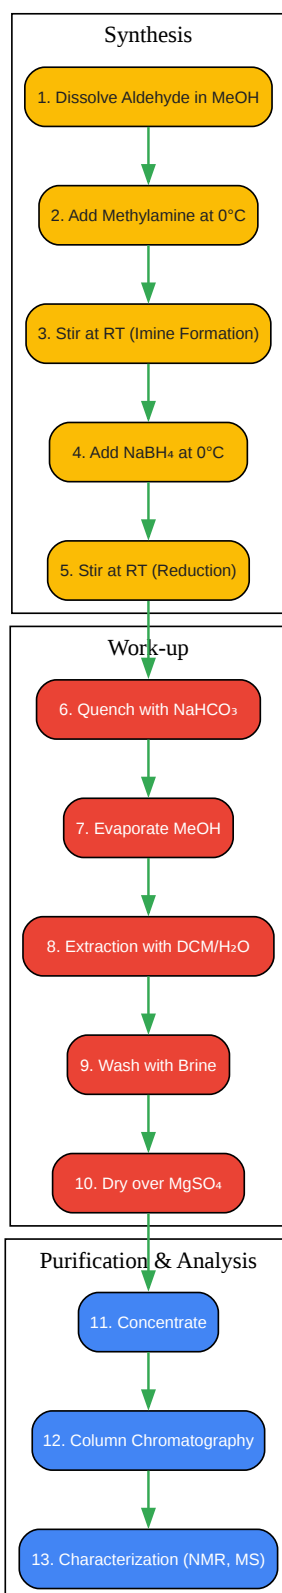 Synthesis
1. Dissolve Aldehyde in MeOH
2. Add Methylamine at 0°C
3. Stir at RT (Imine Formation)
4. Add NaBH₄ at 0°C
5. Stir at RT (Reduction)
Work-up
6. Quench with NaHCO₃
7. Evaporate MeOH
8. Extraction with DCM/H₂O
9. Wash with Brine
10. Dry over MgSO₄
Purification & Analysis
11. Concentrate
12. Column Chromatography
13. Characterization (NMR, MS)